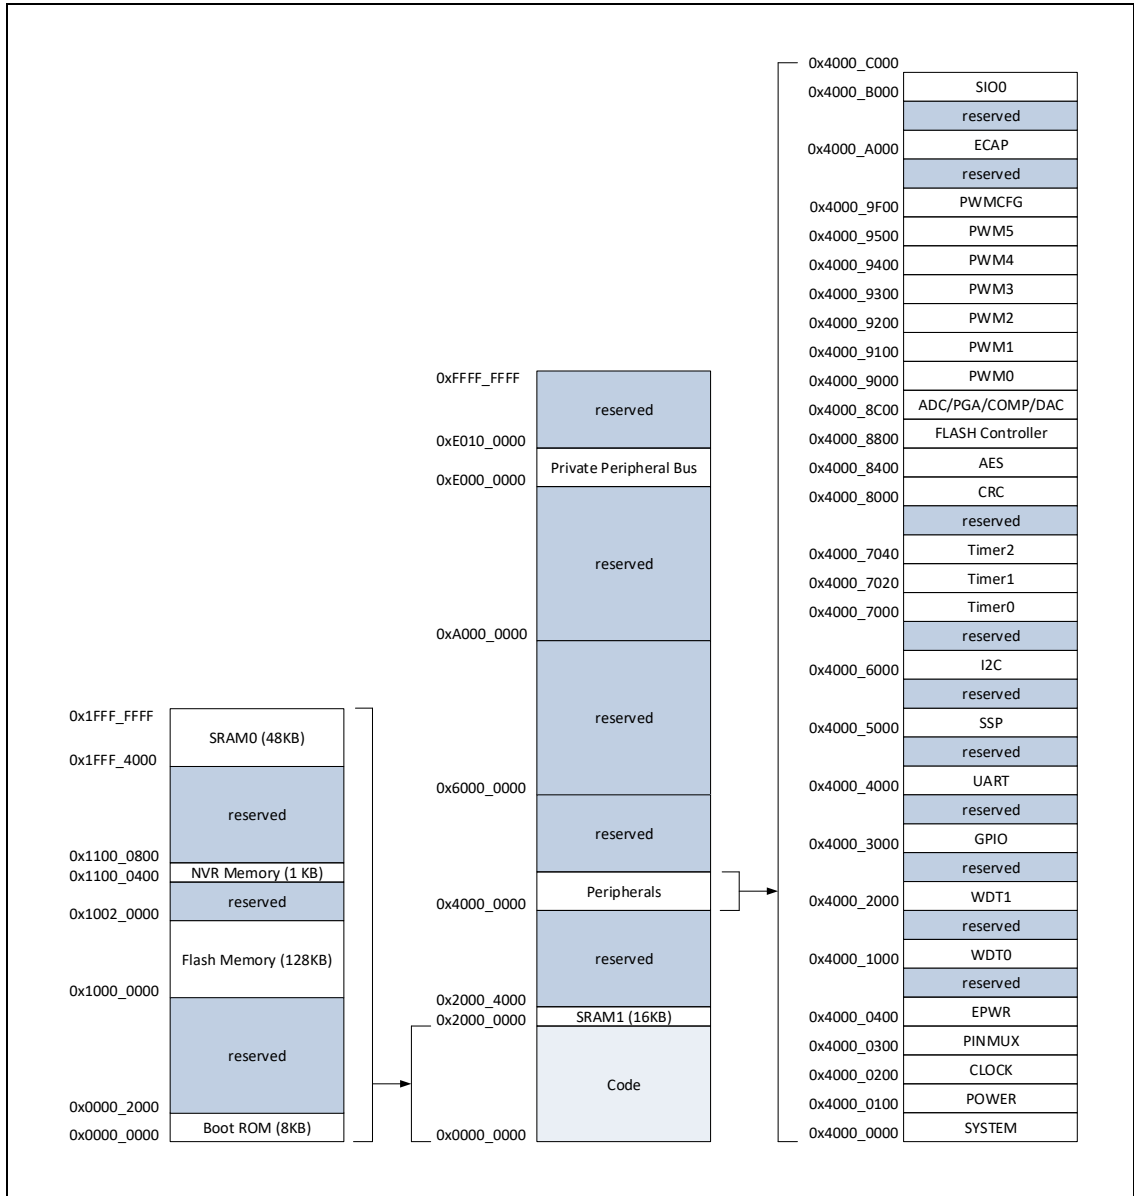 0x1FFF_FFFF
SRAM0 (48KB)
0x1FFF_4000
reserved
0x1100_0800
NVR Memory (1 KB)
0x1100_0400
reserved
0x1002_0000
Flash Memory (128KB)
0x1000_0000
reserved
0x0000_2000
Boot ROM (8KB)
0x0000_0000
0xFFFF_FFFF
reserved
0xE010_0000
Private Peripheral Bus
0xE000_0000
reserved
0xA000_0000
reserved
0x6000_0000
reserved
Peripherals
0x4000_0000
reserved
0x2000_4000
SRAM1 (16KB)
0x2000_0000
Code
0x0000_0000
0x4000_C000
0x4000_B000 SIO0
reserved
0x4000_A000 ECAP
reserved
0x4000_9F00 PWMCFG
0x4000_9500 PWM5
0x4000_9400 PWM4
0x4000_9300 PWM3
0x4000_9200 PWM2
0x4000_9100 PWM1
0x4000_9000 PWM0
0x4000_8C00 ADC/PGA/COMP/DAC
0x4000_8800 FLASH Controller
0x4000_8400 AES
0x4000_8000 CRC
reserved
0x4000_7040 Timer2
0x4000_7020 Timer1
0x4000_7000 Timer0
reserved
0x4000_6000 I2C
reserved
0x4000_5000 SSP
reserved
0x4000_4000 UART
reserved
0x4000_3000 GPIO
reserved
0x4000_2000 WDT1
reserved
0x4000_1000 WDT0
reserved
0x4000_0400 EPWR
0x4000_0300 PINMUX
0x4000_0200 CLOCK
0x4000_0100 POWER
0x4000_0000 SYSTEM